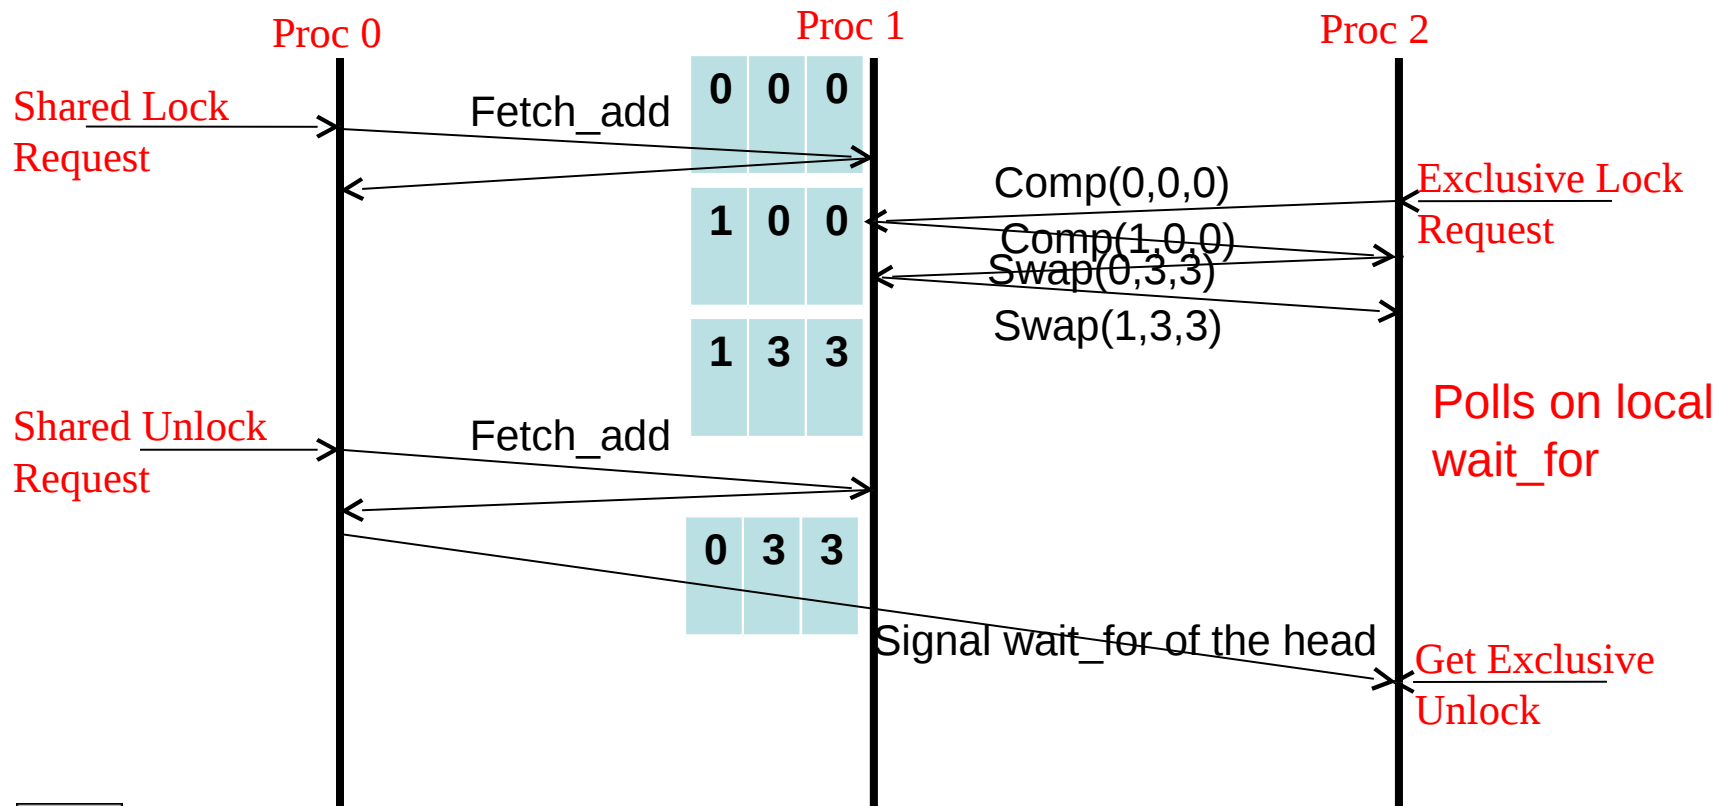 Proc 0
Proc 1
Proc 2
Shared Lock
Request
Fetch_add
0 0 0
Comp(0,0,0)
Exclusive Lock
Request
1 0 0
Comp(1,0,0)
Swap(0,3,3)
Swap(1,3,3)
1 3 3
Polls on local
wait_for
Shared Unlock
Request
Fetch_add
0 3 3
Signal wait_for of the head
Get Exclusive
Unlock